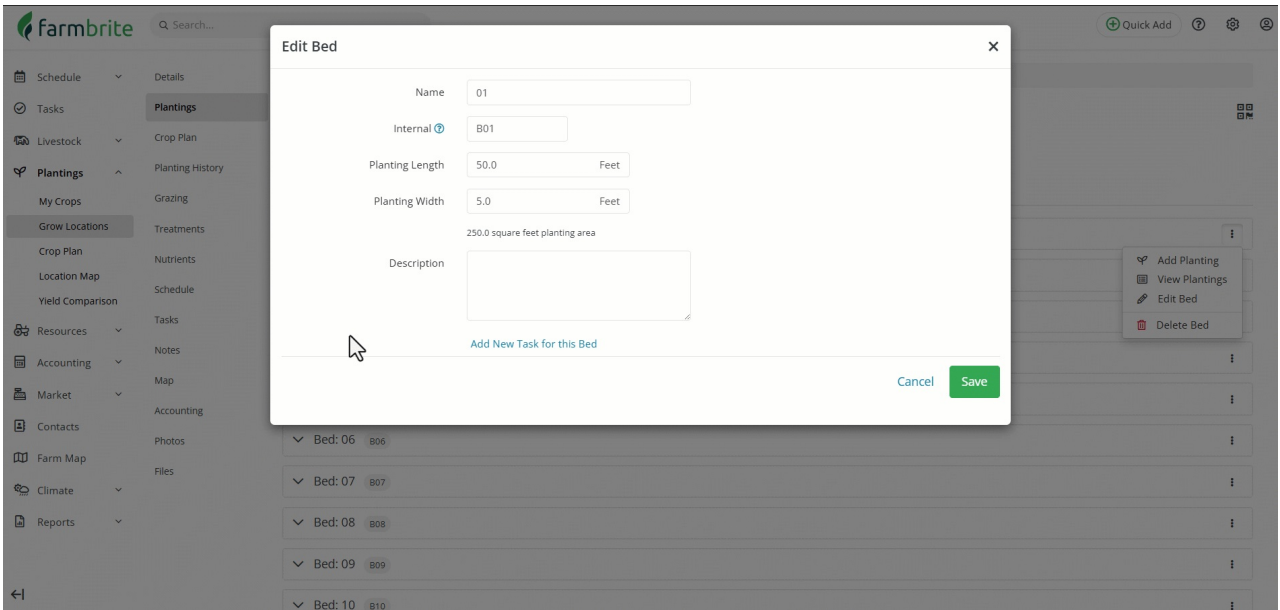 farmbrite
Search...
Quick Add
Edit Bed
Schedule
Tasks
Livestock
Plantings
My Crops
Grow Locations
Crop Plan
Location Map
Yield Comparison
Resources
Accounting
Market
Contacts
Farm Map
Climate
Reports
Details
Plantings
Crop Plan
Planting History
Grazing
Treatments
Nutrients
Schedule
Tasks
Notes
Map
Accounting
Photos
Files
Name 01
Internal B01
Planting Length 50.0 Feet
Planting Width 5.0 Feet
250.0 square feet planting area
Description
Add New Task for this Bed
Cancel Save
Add Planting
View Plantings
Edit Bed
Delete Bed
Bed: 06 B06
Bed: 07 B07
Bed: 08 B08
Bed: 09 B09
Bed: 10 B10